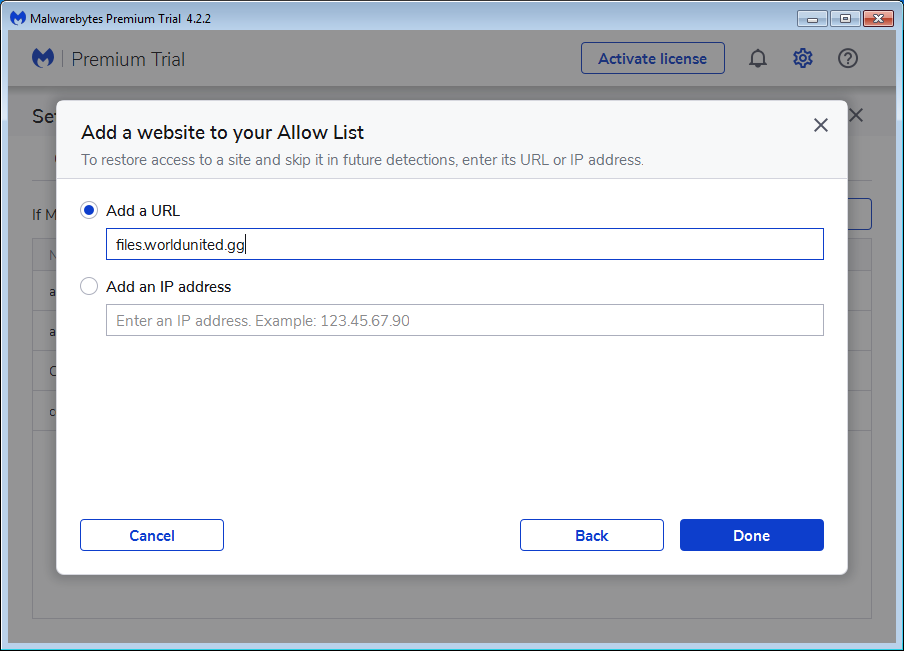 Malwarebytes Premium Trial 4.2.2
Premium Trial
Activate license
Add a website to your Allow List
To restore access to a site and skip it in future detections, enter its URL or IP address.
Add a URL
If M
files.worldunited.gg
Add an IP address
Enter an IP address. Example: 123.45.67.90
Cancel
Back
Done